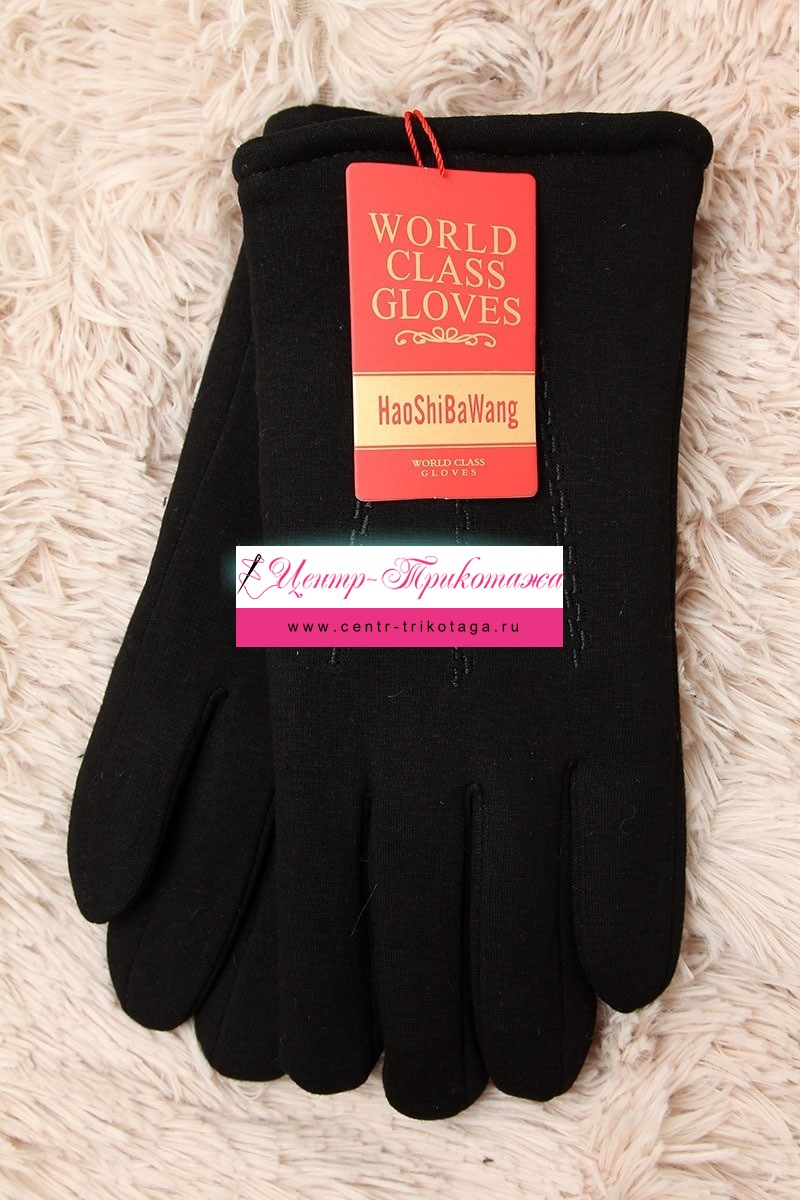 WORLD
CLASS
GLOVES
HaoShiBaWang
WORLD CLASS
GLOVES
Центр-Трикотажа
www.centr-trikotaga.ru